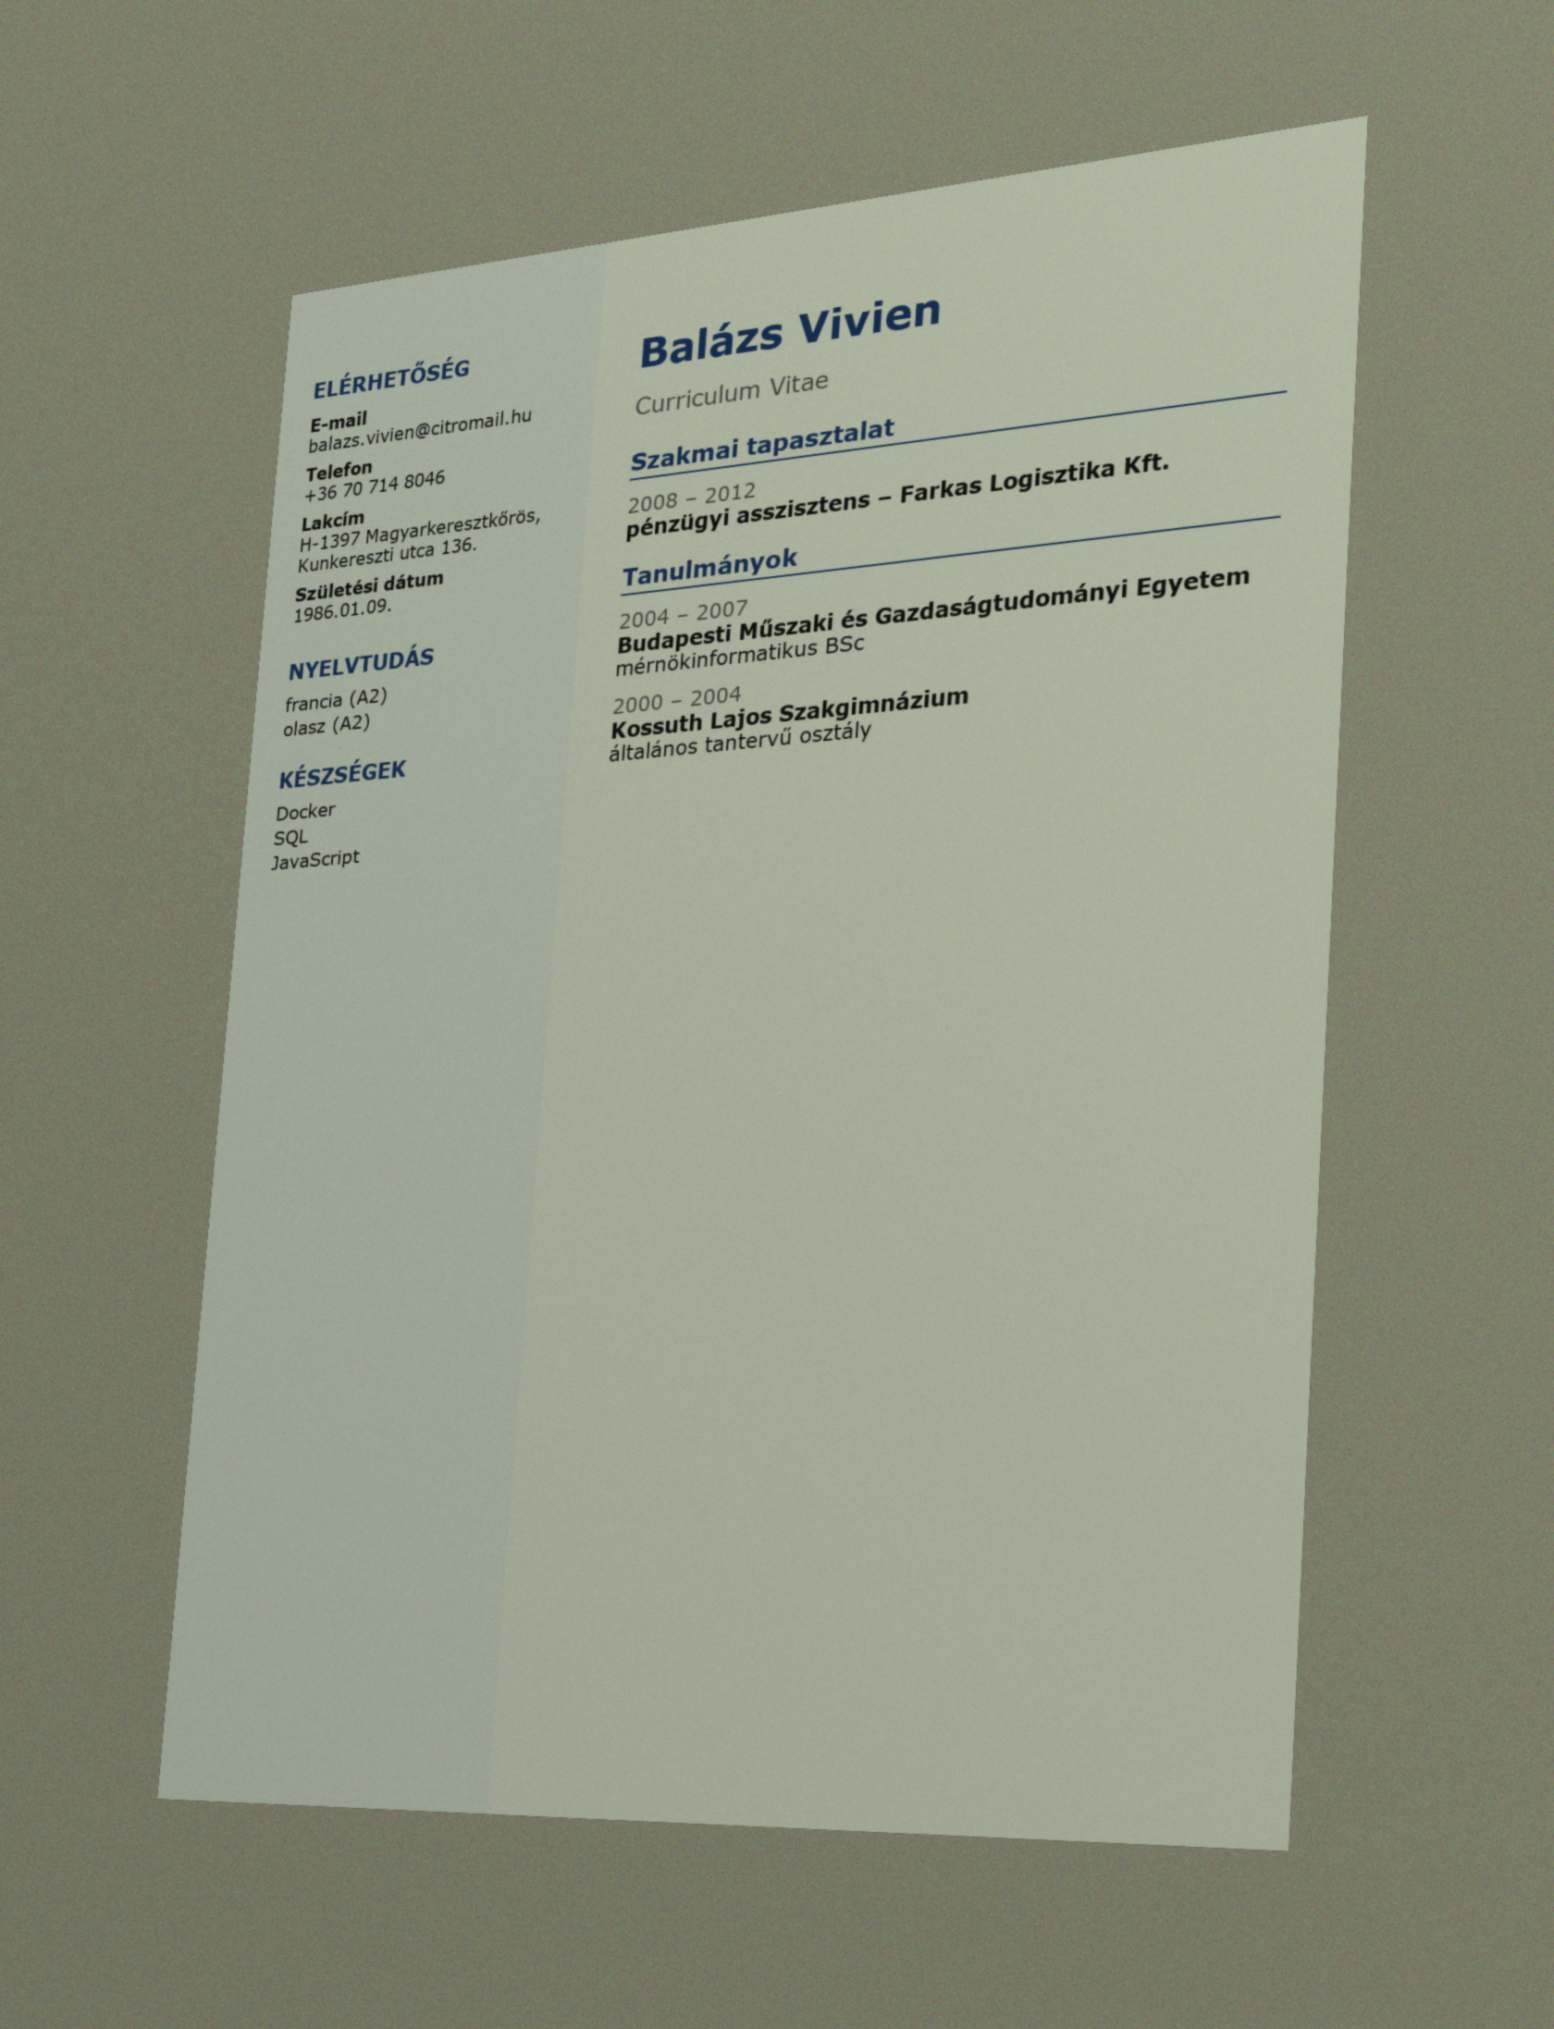 ELÉRHETŐSÉG
E-mail
balazs.vivien@citromail.hu
Telefon
+36 70 714 8046
Lakcím
H-1397 Magyarkeresztkőrös,
Kunkereszti utca 136.
Születési dátum
1986.01.09.
NYELVTUDÁS
francia (A2)
olasz (A2)
KÉSZSÉGEK
Docker
SQL
JavaScript
Balázs Vivien
Curriculum Vitae
Szakmai tapasztalat
2008 – 2012
pénzügyi asszisztens – Farkas Logisztika Kft.
Tanulmányok
2004 – 2007
Budapesti Műszaki és Gazdaságtudományi Egyetem
mérnökinformatikus BSc
2000 – 2004
Kossuth Lajos Szakgimnázium
általános tantervű osztály